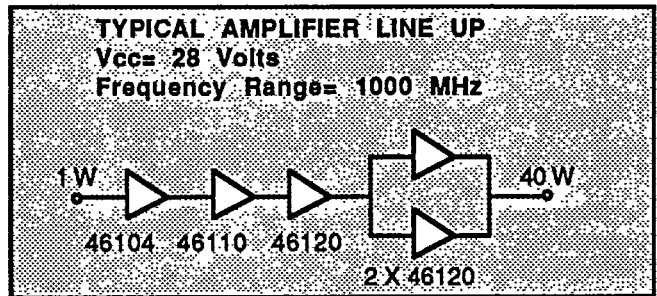 TYPICAL AMPLIFIER LINE UP
Vcc= 28 Volts
Frequency Range= 1000 MHz
1 W
40 W
46104 46110 46120
2 X 46120